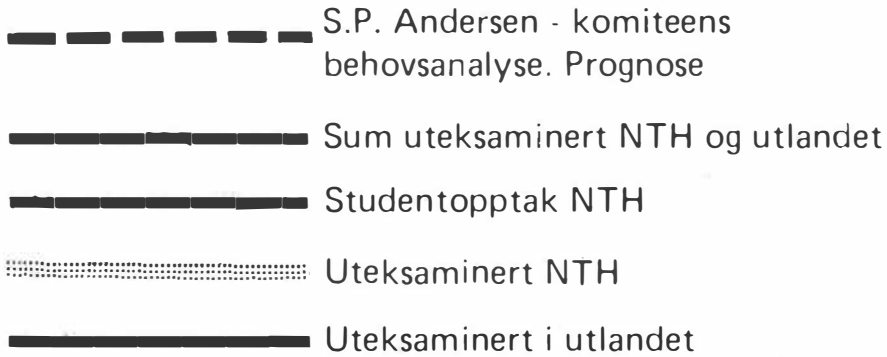 S.P. Andersen - komiteens
behovsanalyse. Prognose
Sum uteksaminert NTH og utlandet
Studentopptak NTH
Uteksaminert NTH
Uteksaminert i utlandet